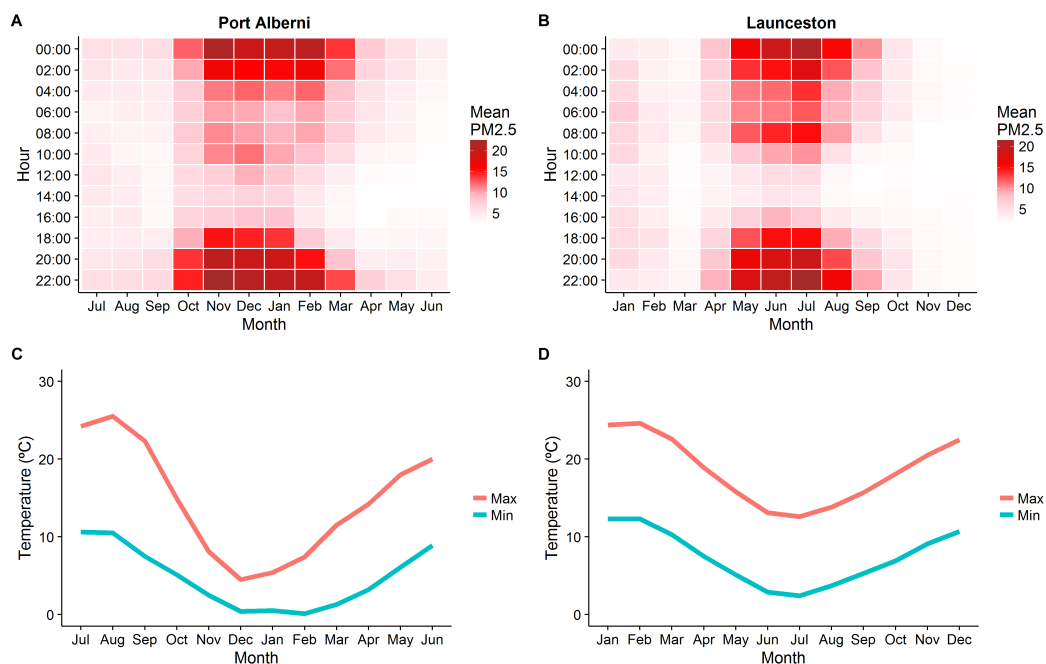 A
Port Alberni
Hour
00:00
02:00
04:00
06:00
08:00
10:00
12:00
14:00
16:00
18:00
20:00
22:00
Jul Aug Sep Oct Nov Dec Jan Feb Mar Apr May Jun
Month
Mean
PM2.5
20
15
10
5
B
Launceston
Hour
00:00
02:00
04:00
06:00
08:00
10:00
12:00
14:00
16:00
18:00
20:00
22:00
Jan Feb Mar Apr May Jun Jul Aug Sep Oct Nov Dec
Month
Mean
PM2.5
20
15
10
5
C
Temperature (ºC)
30
20
10
0
Jul Aug Sep Oct Nov Dec Jan Feb Mar Apr May Jun
Month
Max
Min
D
Temperature (ºC)
30
20
10
0
Jan Feb Mar Apr May Jun Jul Aug Sep Oct Nov Dec
Month
Max
Min